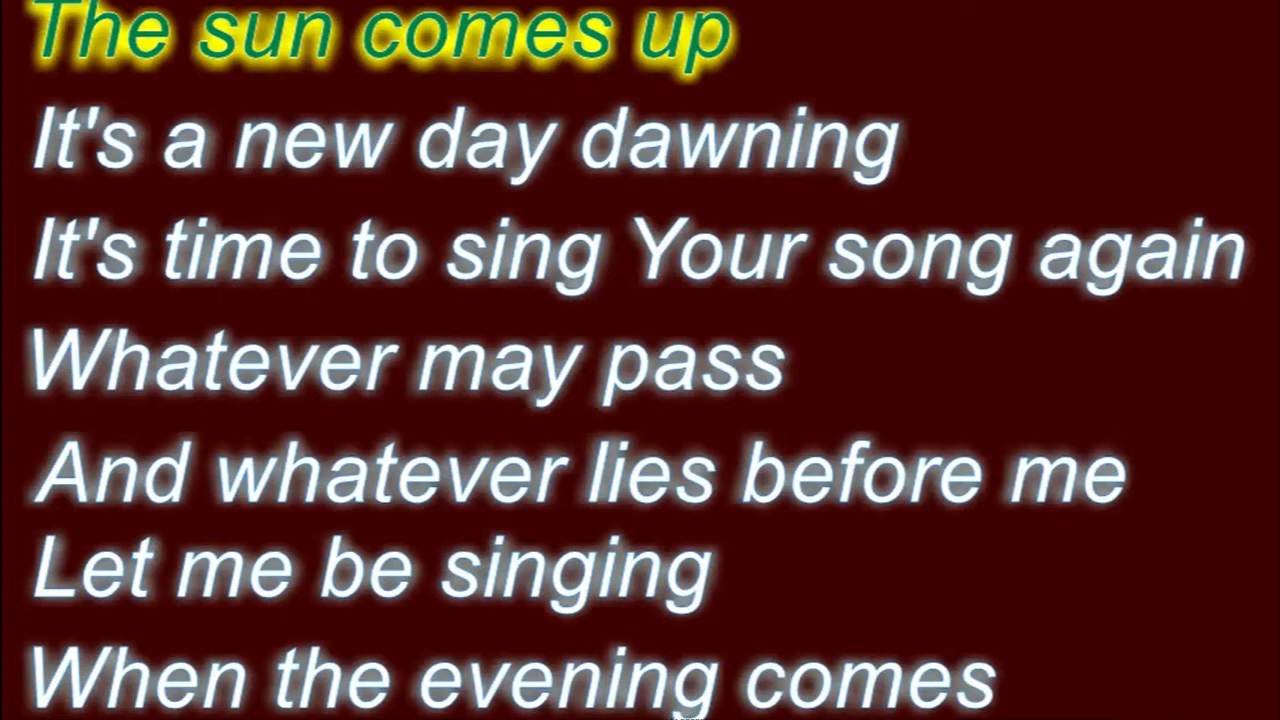 The sun comes up
It's a new day dawning
It's time to sing Your song again
Whatever may pass
And whatever lies before me
Let me be singing
When the evening comes